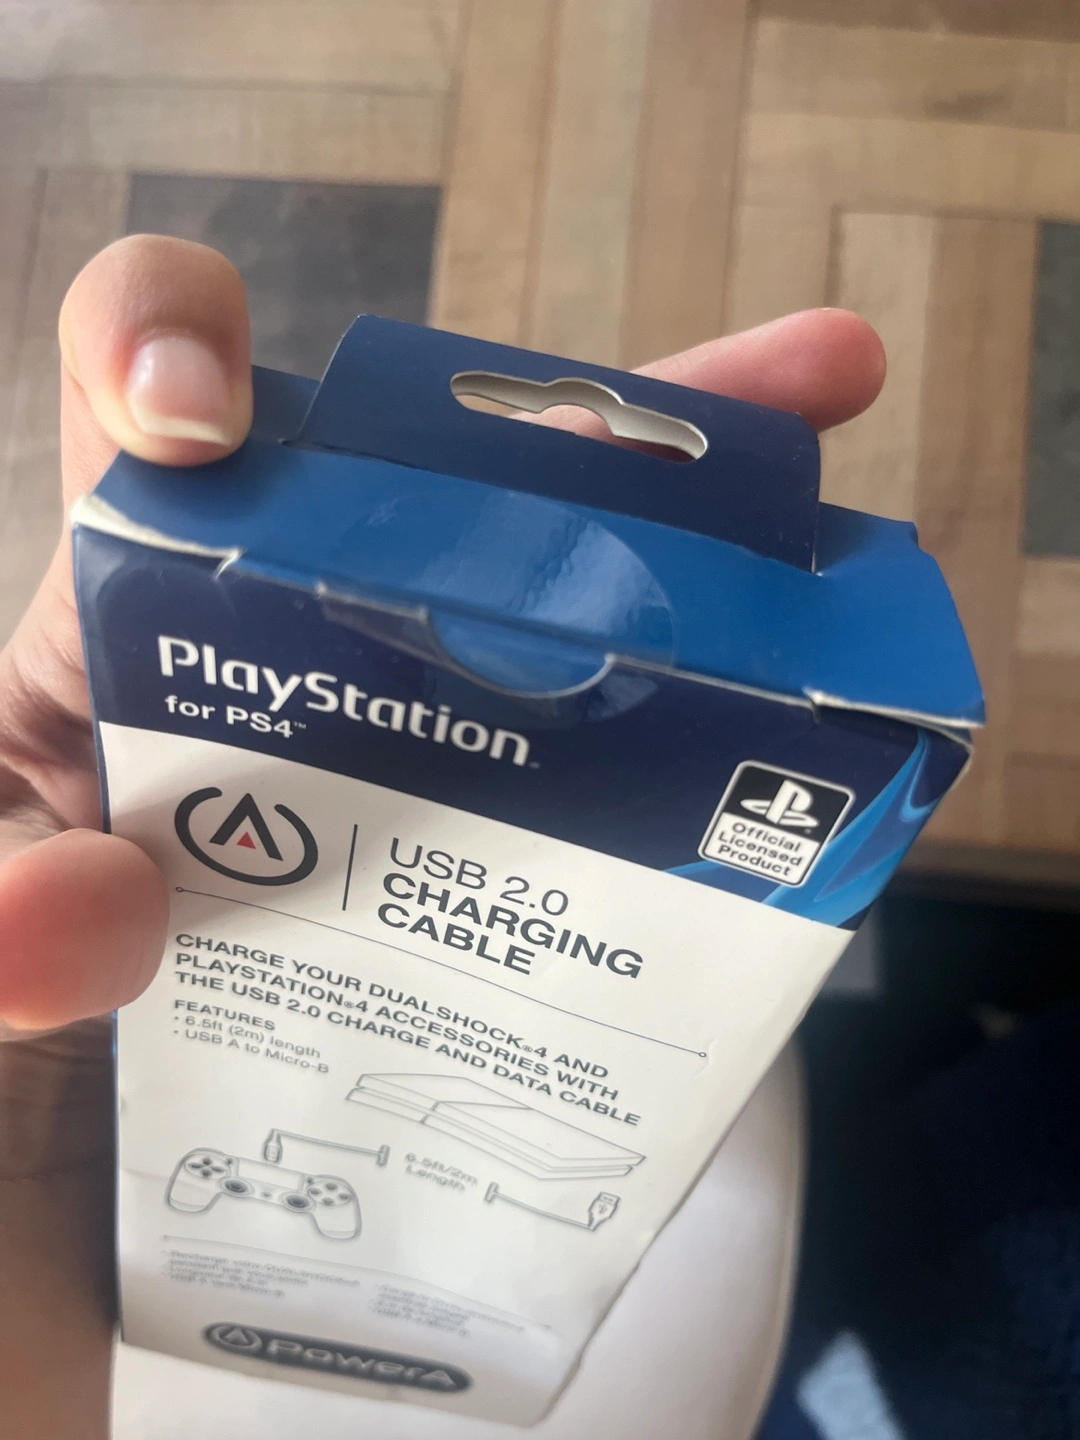 PlayStation
for PS4™
Official
Licensed
Product
USB 2.0
CHARGING
CABLE
CHARGE YOUR DUALSHOCK®4 AND
PLAYSTATION®4 ACCESSORIES WITH
THE USB 2.0 CHARGE AND DATA CABLE
FEATURES
• 6.5ft (2m) length
• USB A to Micro-B
6.5ft/2m
Length
PowerA